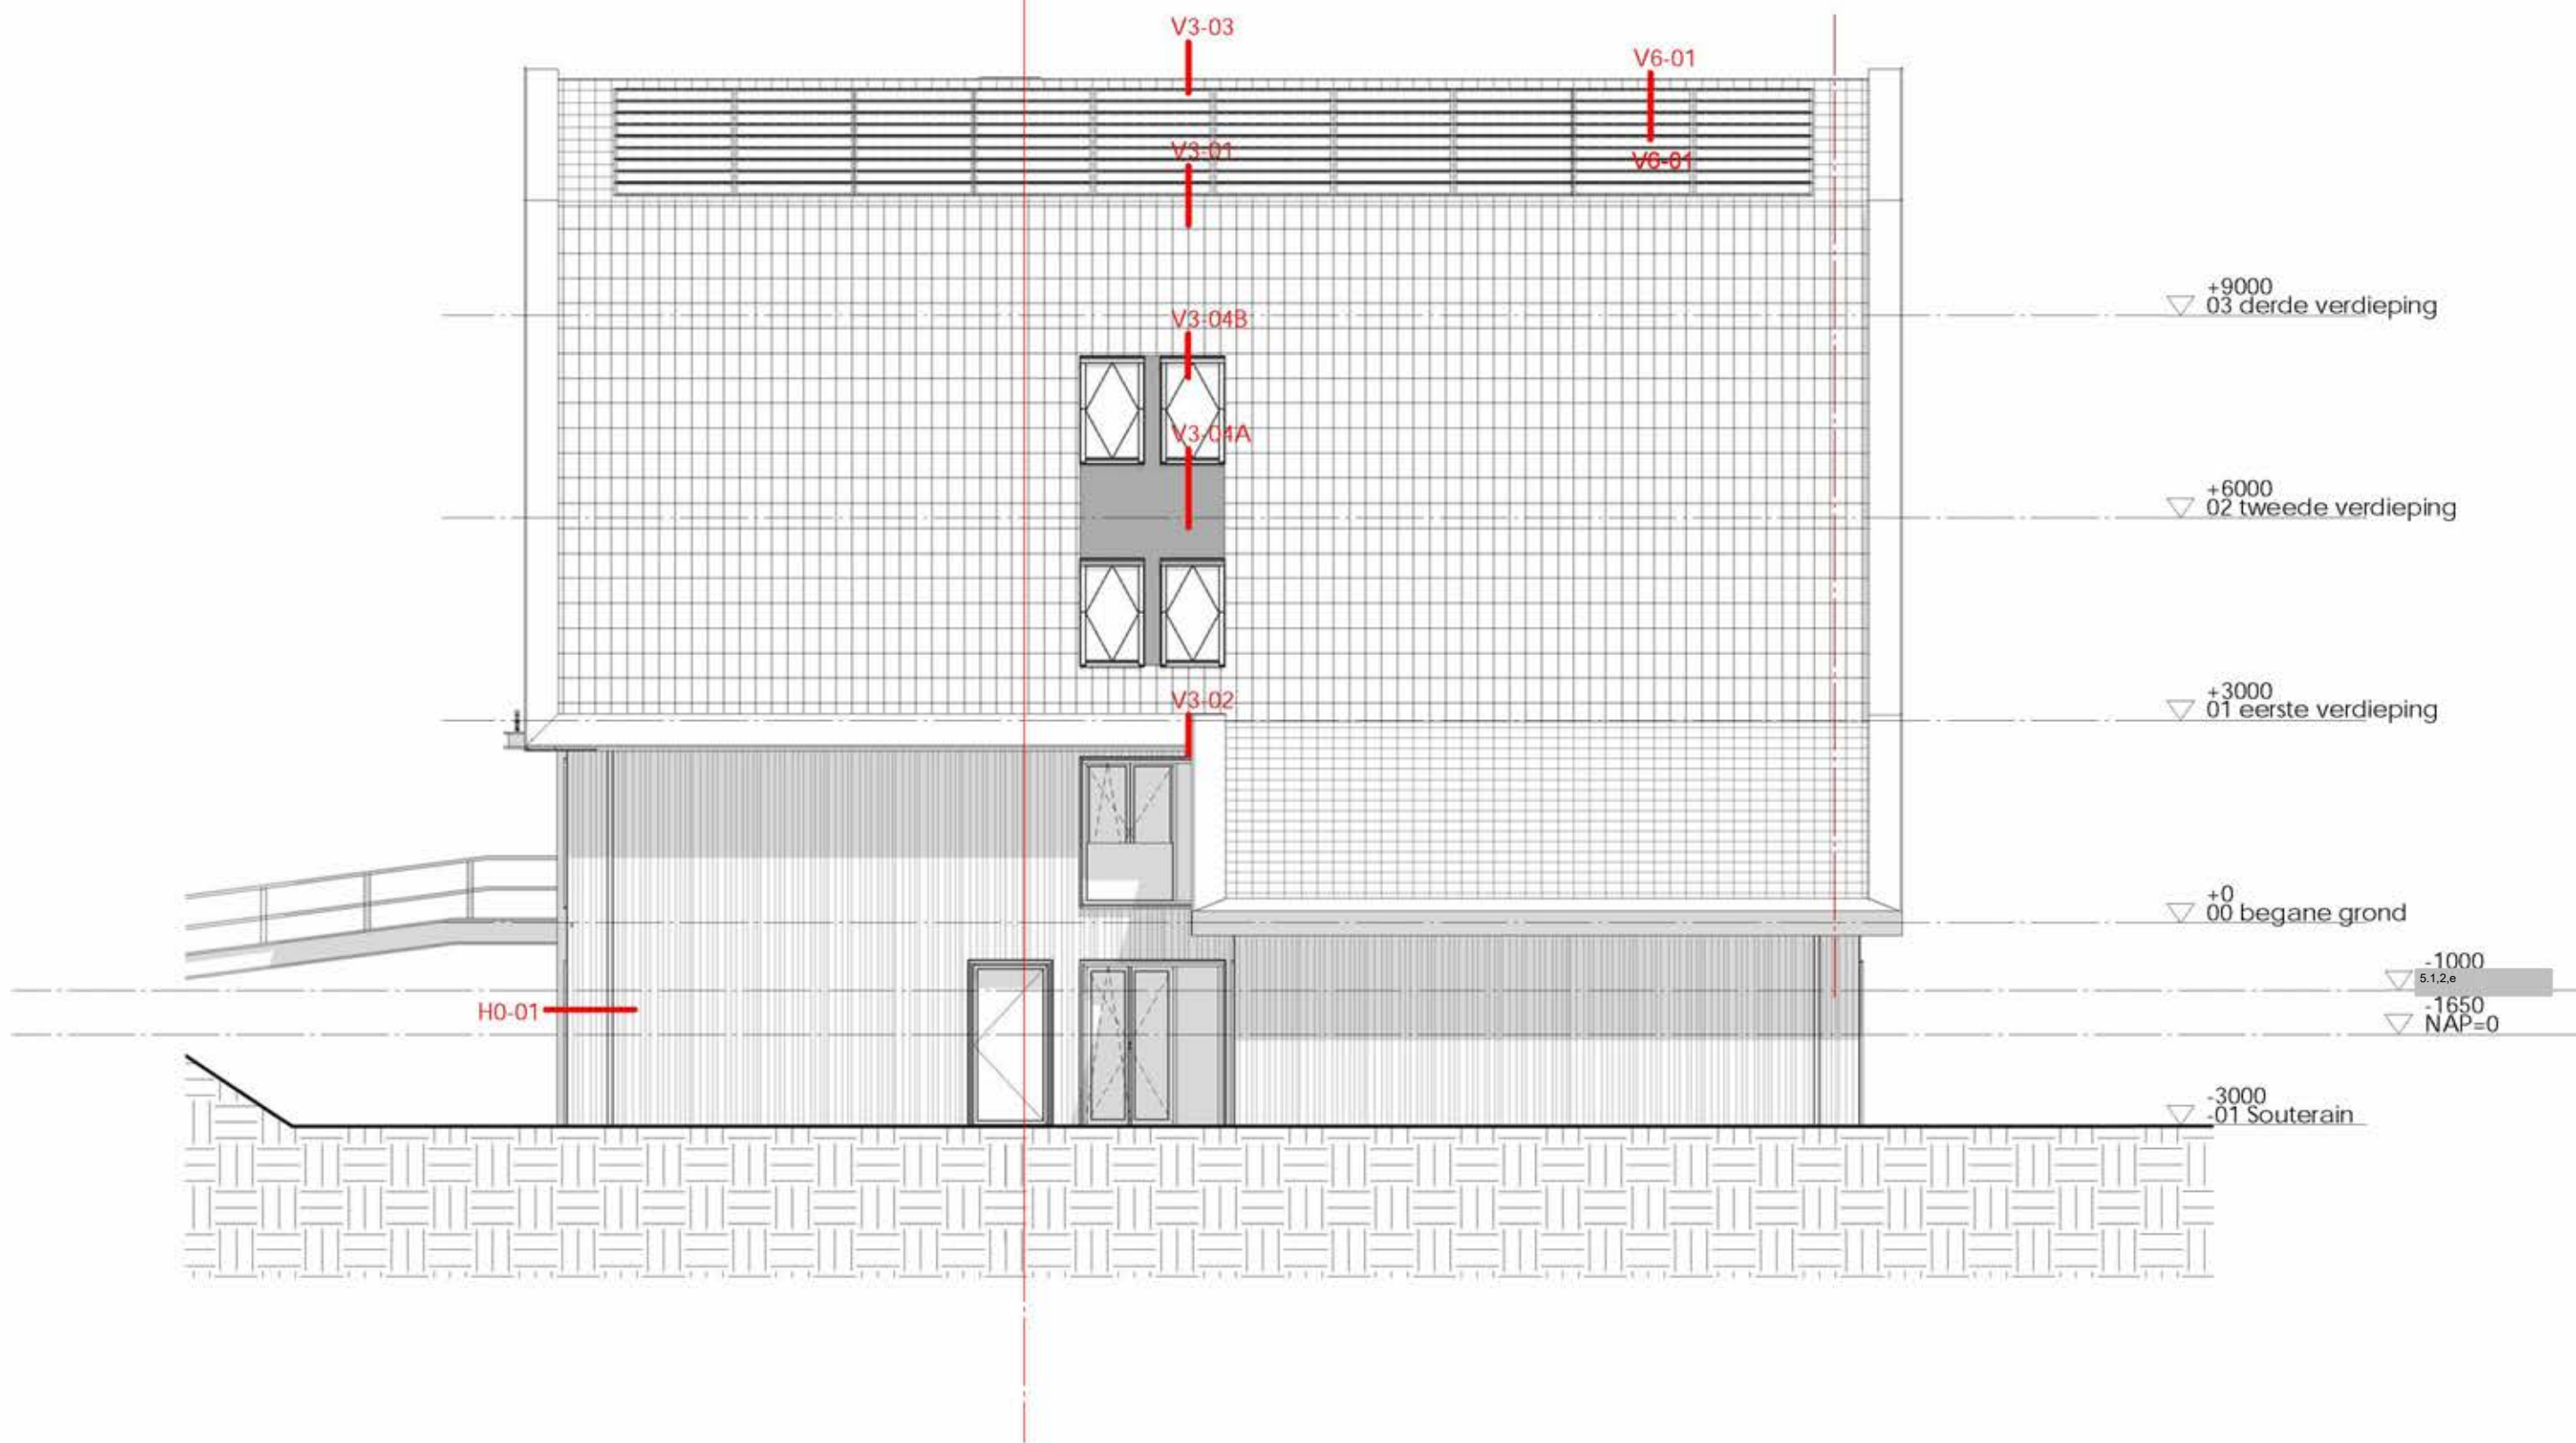 V3-03
V6-01
V3-01
V6-01
+9000
03 derde verdieping
V3-04B
V3-04A
+6000
02 tweede verdieping
+3000
01 eerste verdieping
V3-02
+0
00 begane grond
-1000
5.1,2,e
H0-01
-1650
NAP=0
-3000
-01 Souterain